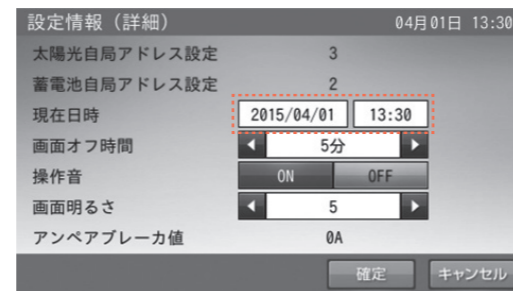 設定情報（詳細） 04月01日 13:30
太陽光自局アドレス設定 3
蓄電池自局アドレス設定 2
現在日時 2015/04/01 13:30
画面オフ時間 ◀ 5分 ▶
操作音 ON OFF
画面明るさ ◀ 5 ▶
アンペアブレーカ値 0A
確定 キャンセル